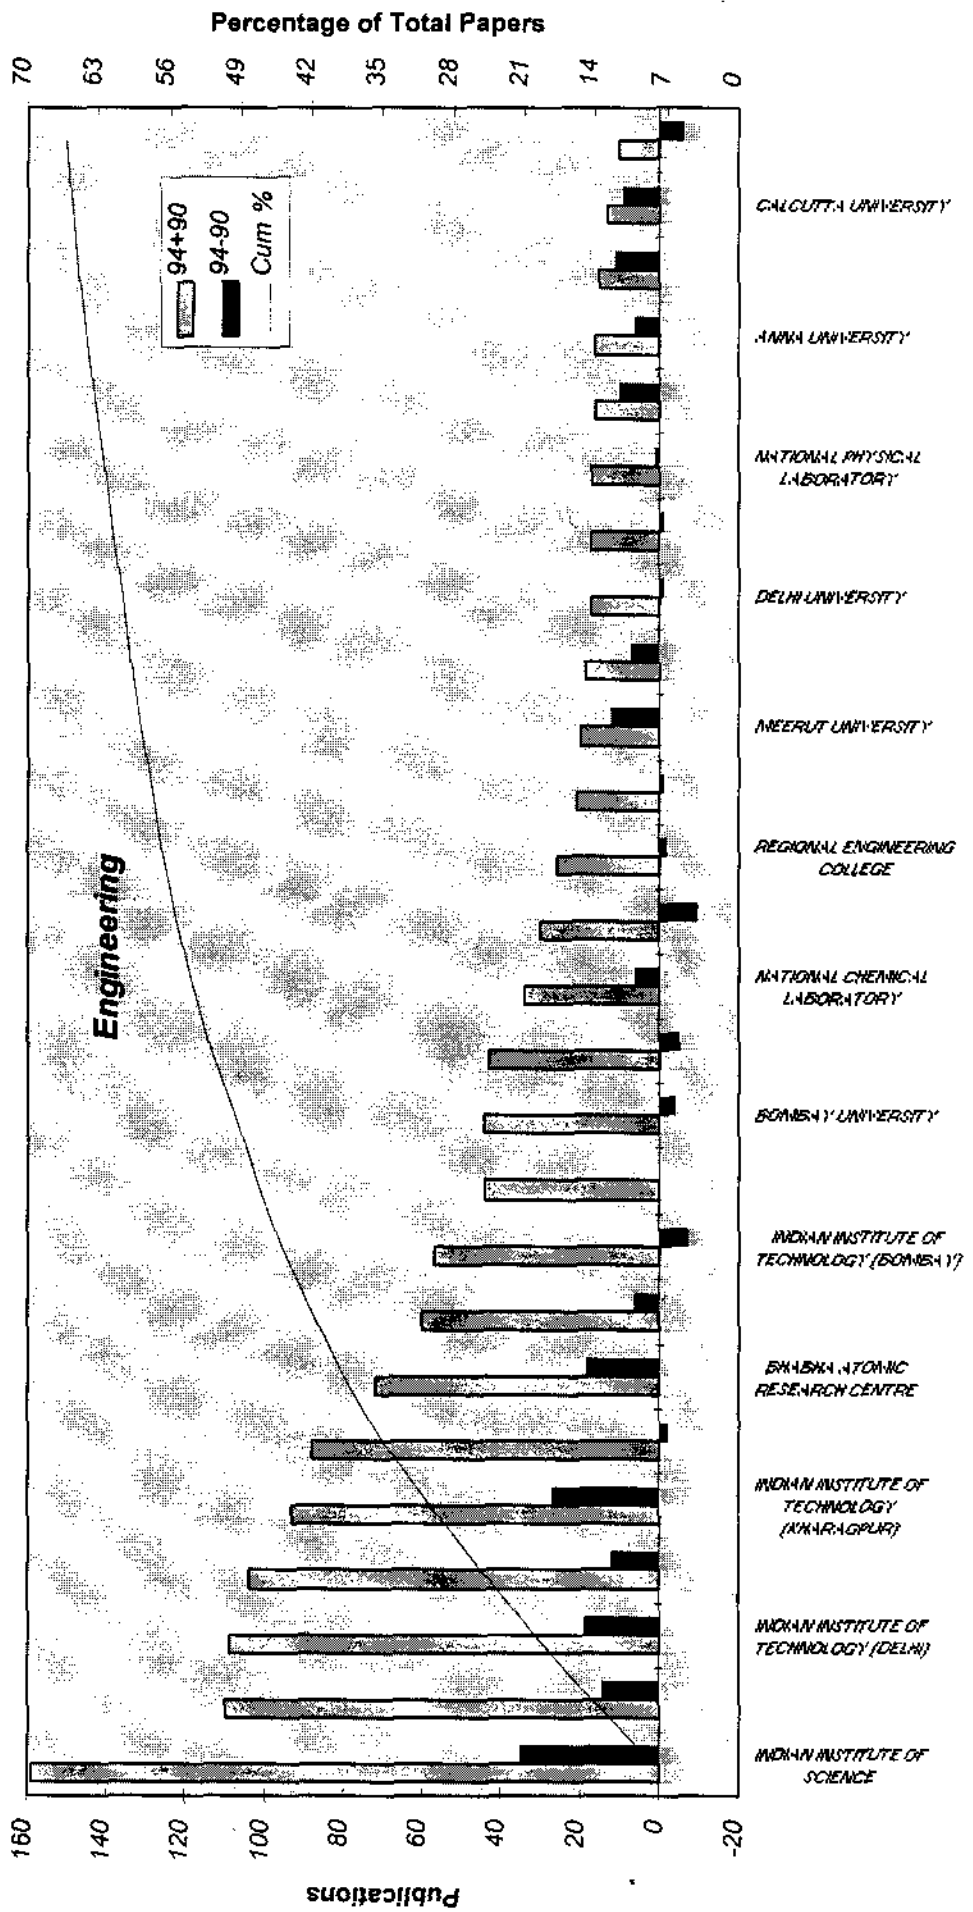 Engineering
Publications
160
140
120
100
80
60
40
20
0
-20
Percentage of Total Papers
70
63
56
49
42
35
28
21
14
7
0
94+90
94-90
Cum %
INDIAN INSTITUTE OF
SCIENCE
INDIAN INSTITUTE OF
TECHNOLOGY (DELHI)
INDIAN INSTITUTE OF
TECHNOLOGY
(KHARAGPUR)
BHABHA ATOMIC
RESEARCH CENTRE
INDIAN INSTITUTE OF
TECHNOLOGY (BOMBAY)
BOMBAY UNIVERSITY
NATIONAL CHEMICAL
LABORATORY
REGIONAL ENGINEERING
COLLEGE
MEERUT UNIVERSITY
DELHI UNIVERSITY
NATIONAL PHYSICAL
LABORATORY
ANNA UNIVERSITY
CALCUTTA UNIVERSITY